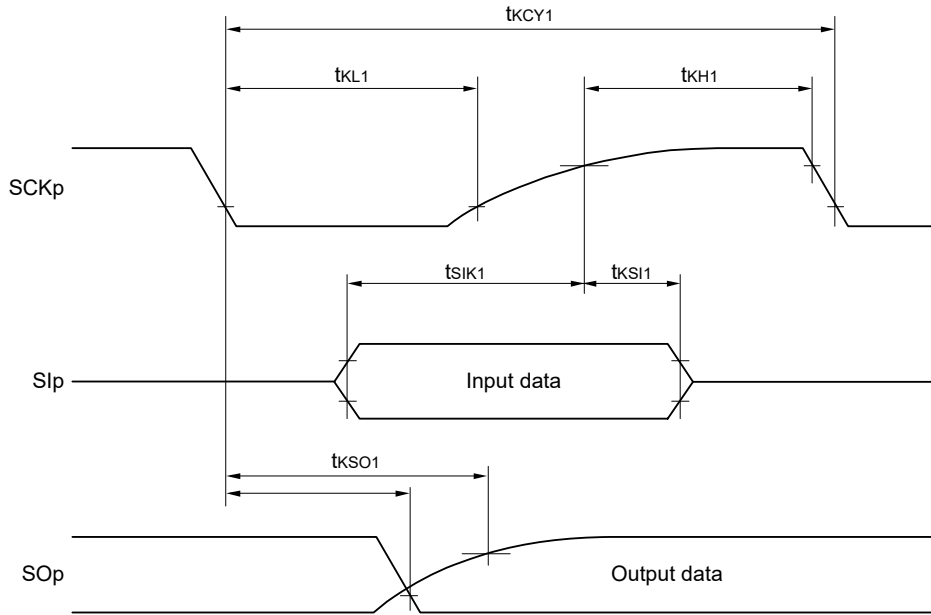 tKCY1
tKL1
tKH1
SCKp
tSIK1
tKSI1
SIp
Input data
tKSO1
SOp
Output data